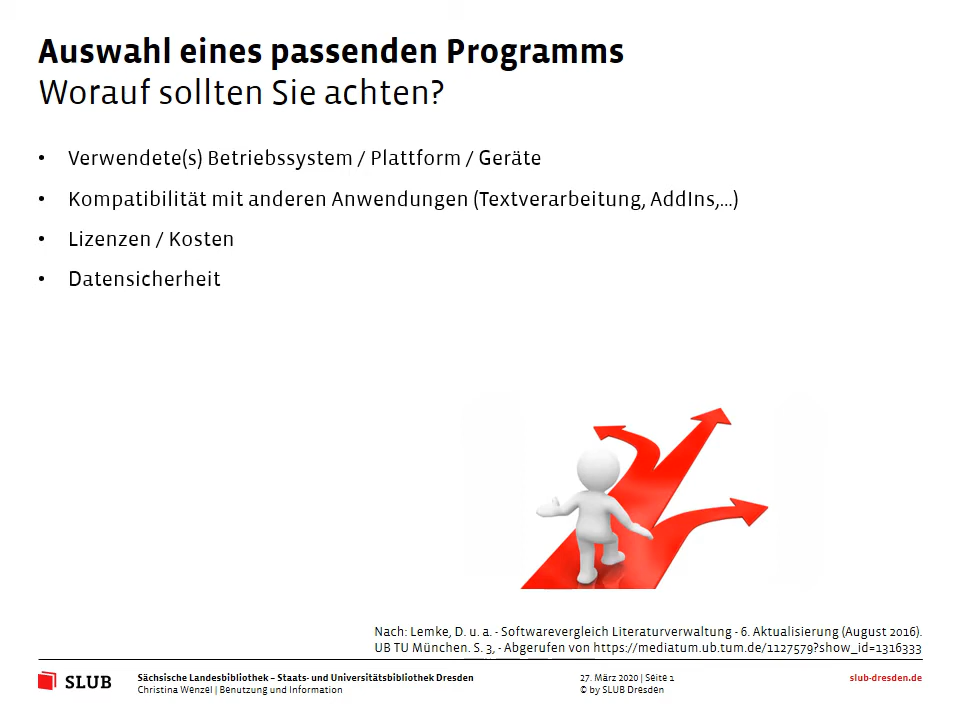 Auswahl eines passenden Programms
Worauf sollten Sie achten?
• Verwendete(s) Betriebssystem / Plattform / Geräte
• Kompatibilität mit anderen Anwendungen (Textverarbeitung, AddIns,...)
• Lizenzen / Kosten
• Datensicherheit
Nach: Lemke, D. u. a. - Softwarevergleich Literaturverwaltung - 6. Aktualisierung (August 2016).
UB TU München. S. 3, - Abgerufen von https://mediatum.ub.tum.de/1127579?show_id=1316333
SLUB
Sächsische Landesbibliothek – Staats- und Universitätsbibliothek Dresden
Christina Wenzel | Benutzung und Information
27. März 2020 | Seite 1
© by SLUB Dresden
slub-dresden.de